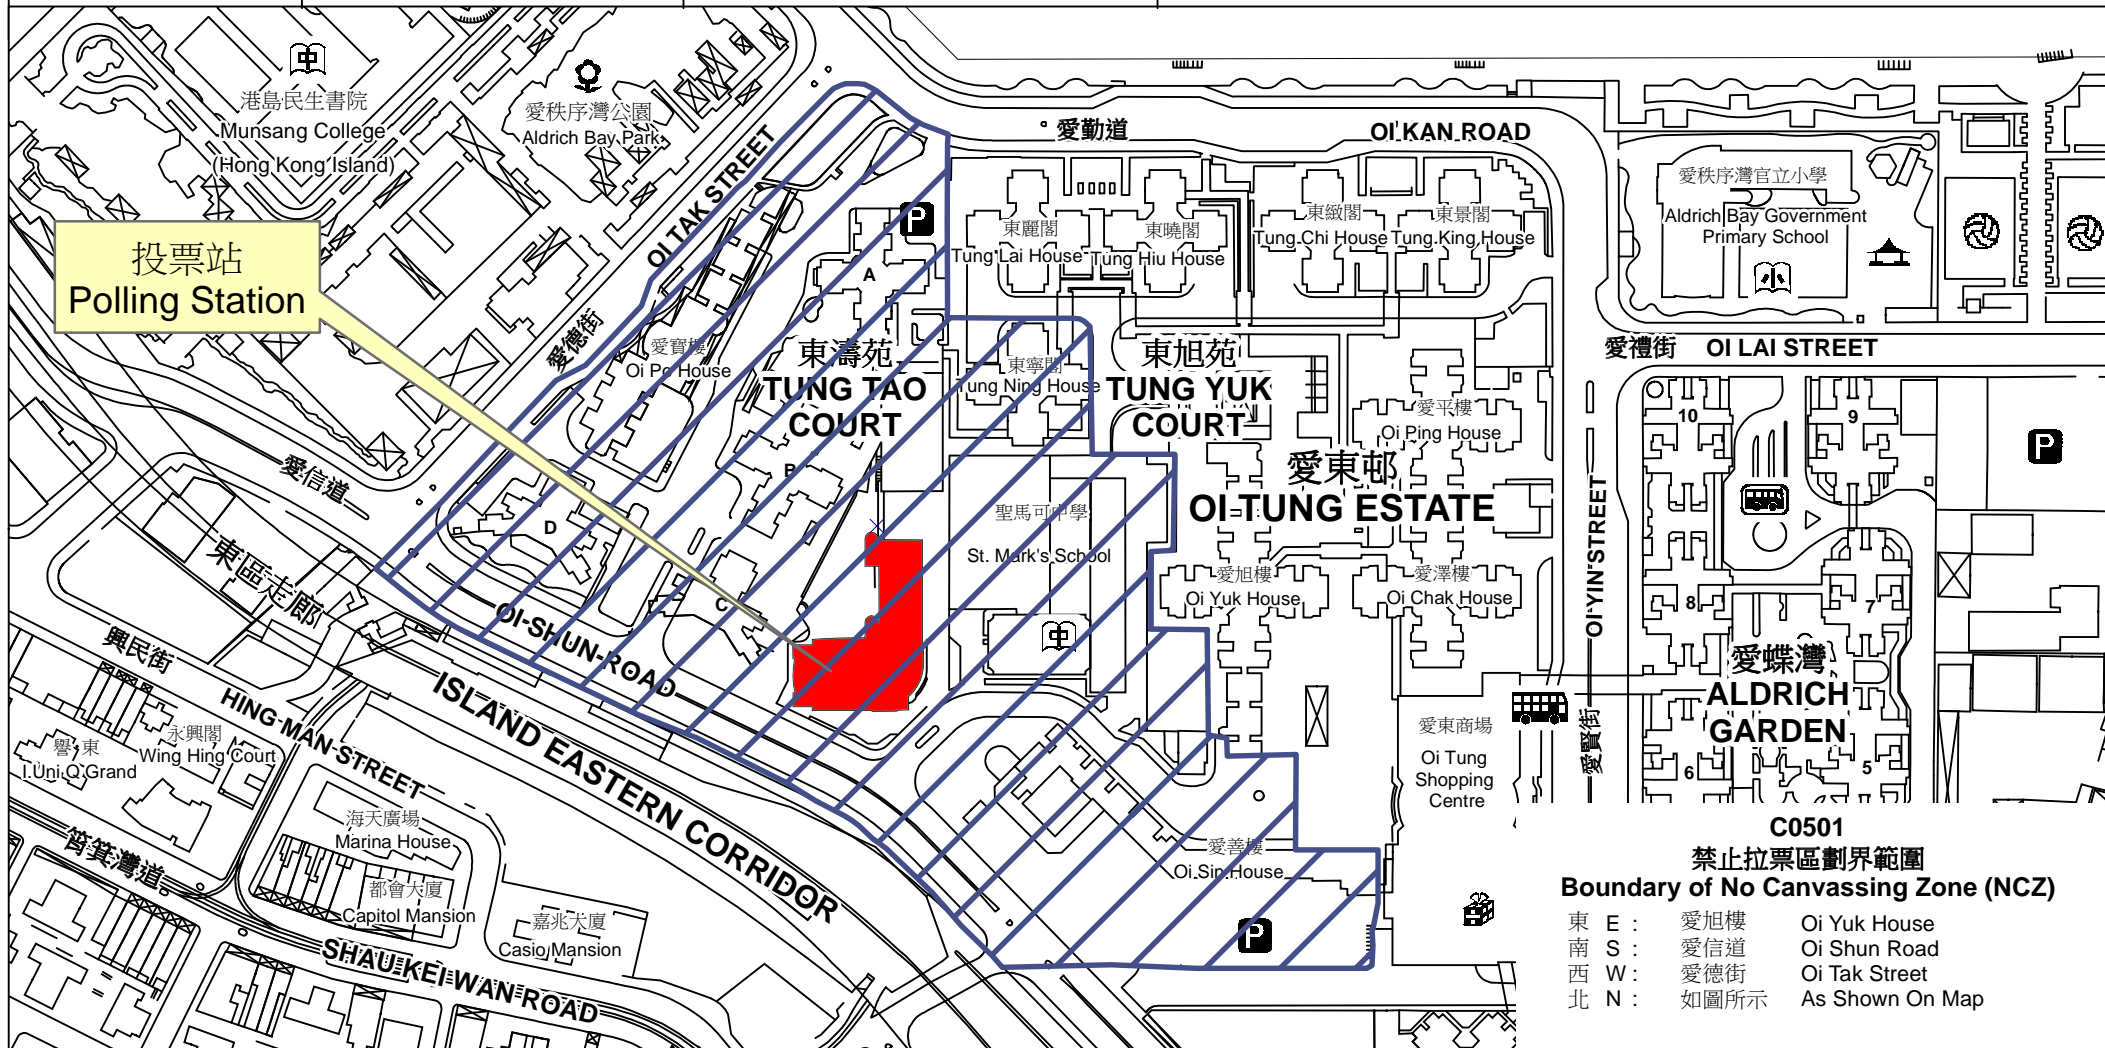 港島民生書院
Munsang College
(Hong Kong Island)
愛秩序灣公園
Aldrich Bay Park
OI TAK STREET
愛德街
愛勤道
OI KAN ROAD
愛秩序灣官立小學
Aldrich Bay Government
Primary School
小
中
投票站
Polling Station
P
A
東麗閣
Tung Lai House
東曉閣
Tung Hiu House
東緻閣
Tung Chi House
東景閣
Tung King House
愛寶樓
Oi Po House
東濤苑
TUNG TAO
COURT
東寧閣
Tung Ning House
東旭苑
TUNG YUK
COURT
愛禮街
OI LAI STREET
愛平樓
Oi Ping House
10
9
P
愛信道
B
D
C
愛東邨
OI TUNG ESTATE
聖馬可中學
St. Mark's School
中
愛旭樓
Oi Yuk House
愛澤樓
Oi Chak House
OI YIN STREET
愛賢街
8
7
東區走廊
OI SHUN ROAD
興民街
HING MAN STREET
ISLAND EASTERN CORRIDOR
愛蝶灣
ALDRICH
GARDEN
6
5
譽·東
I.Uni Q Grand
永興閣
Wing Hing Court
海天廣場
Marina House
愛東商場
Oi Tung
Shopping
Centre
筲箕灣道
都會大廈
Capitol Mansion
嘉兆大廈
Casio Mansion
SHAU KEI WAN ROAD
愛善樓
Oi Sin House
P
C0501
禁止拉票區劃界範圍
Boundary of No Canvassing Zone (NCZ)
東 E : 愛旭樓 Oi Yuk House
南 S : 愛信道 Oi Shun Road
西 W : 愛德街 Oi Tak Street
北 N : 如圖所示 As Shown On Map